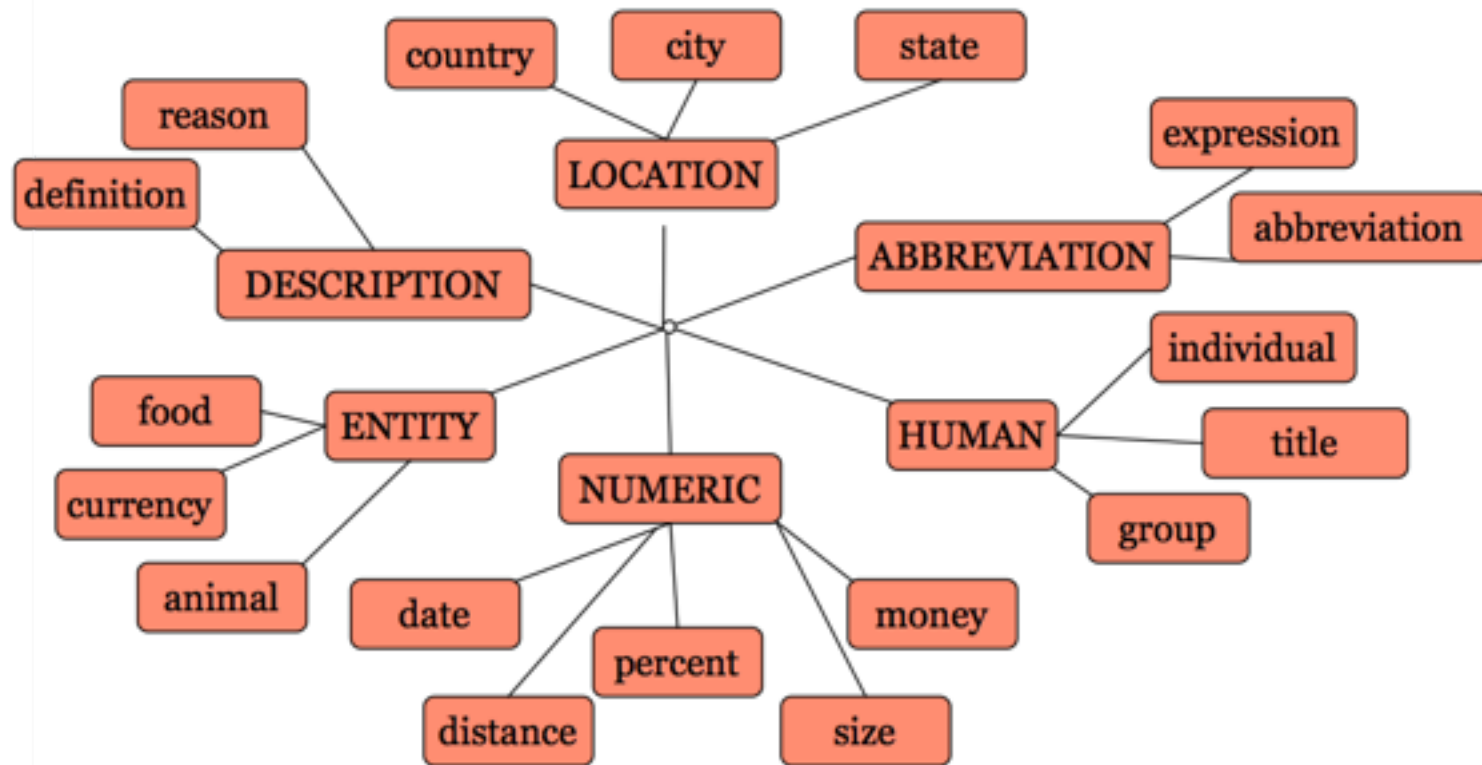 country
city
state
reason
expression
definition
LOCATION
abbreviation
ABBREVIATION
DESCRIPTION
individual
food
ENTITY
HUMAN
title
currency
NUMERIC
group
animal
date
money
percent
distance
size